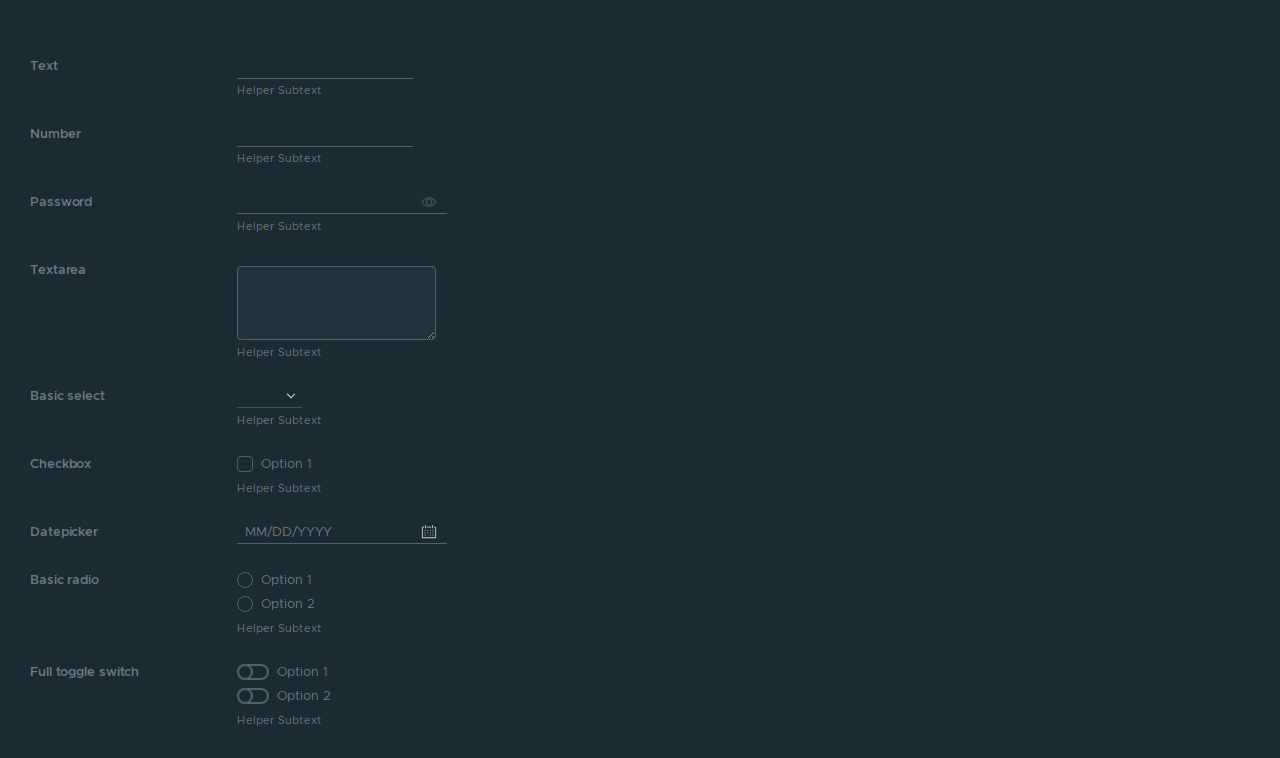 Text
Helper Subtext
Number
Helper Subtext
Password
Helper Subtext
Textarea
Helper Subtext
Basic select
Helper Subtext
Checkbox
Option 1
Helper Subtext
Datepicker
MM/DD/YYYY
Basic radio
Option 1
Option 2
Helper Subtext
Full toggle switch
Option 1
Option 2
Helper Subtext